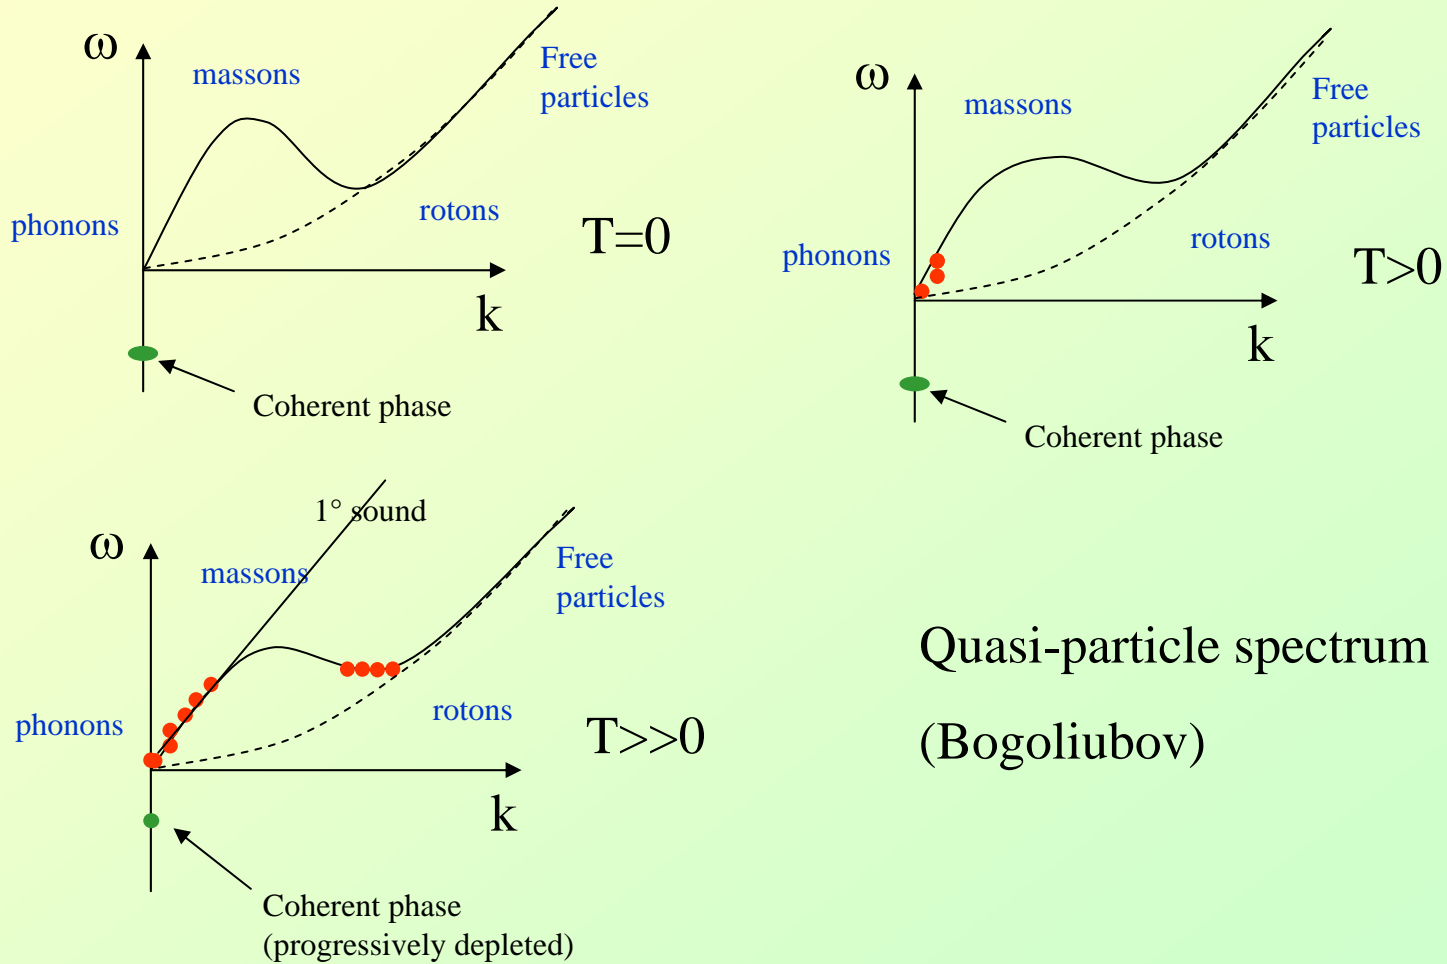 ω
massons
Free
particles
phonons
rotons
T=0
k
Coherent phase
ω
massons
Free
particles
phonons
rotons
T>0
k
Coherent phase
1° sound
ω
massons
Free
particles
phonons
rotons
T>>0
k
Coherent phase
(progressively depleted)
Quasi-particle spectrum
(Bogoliubov)